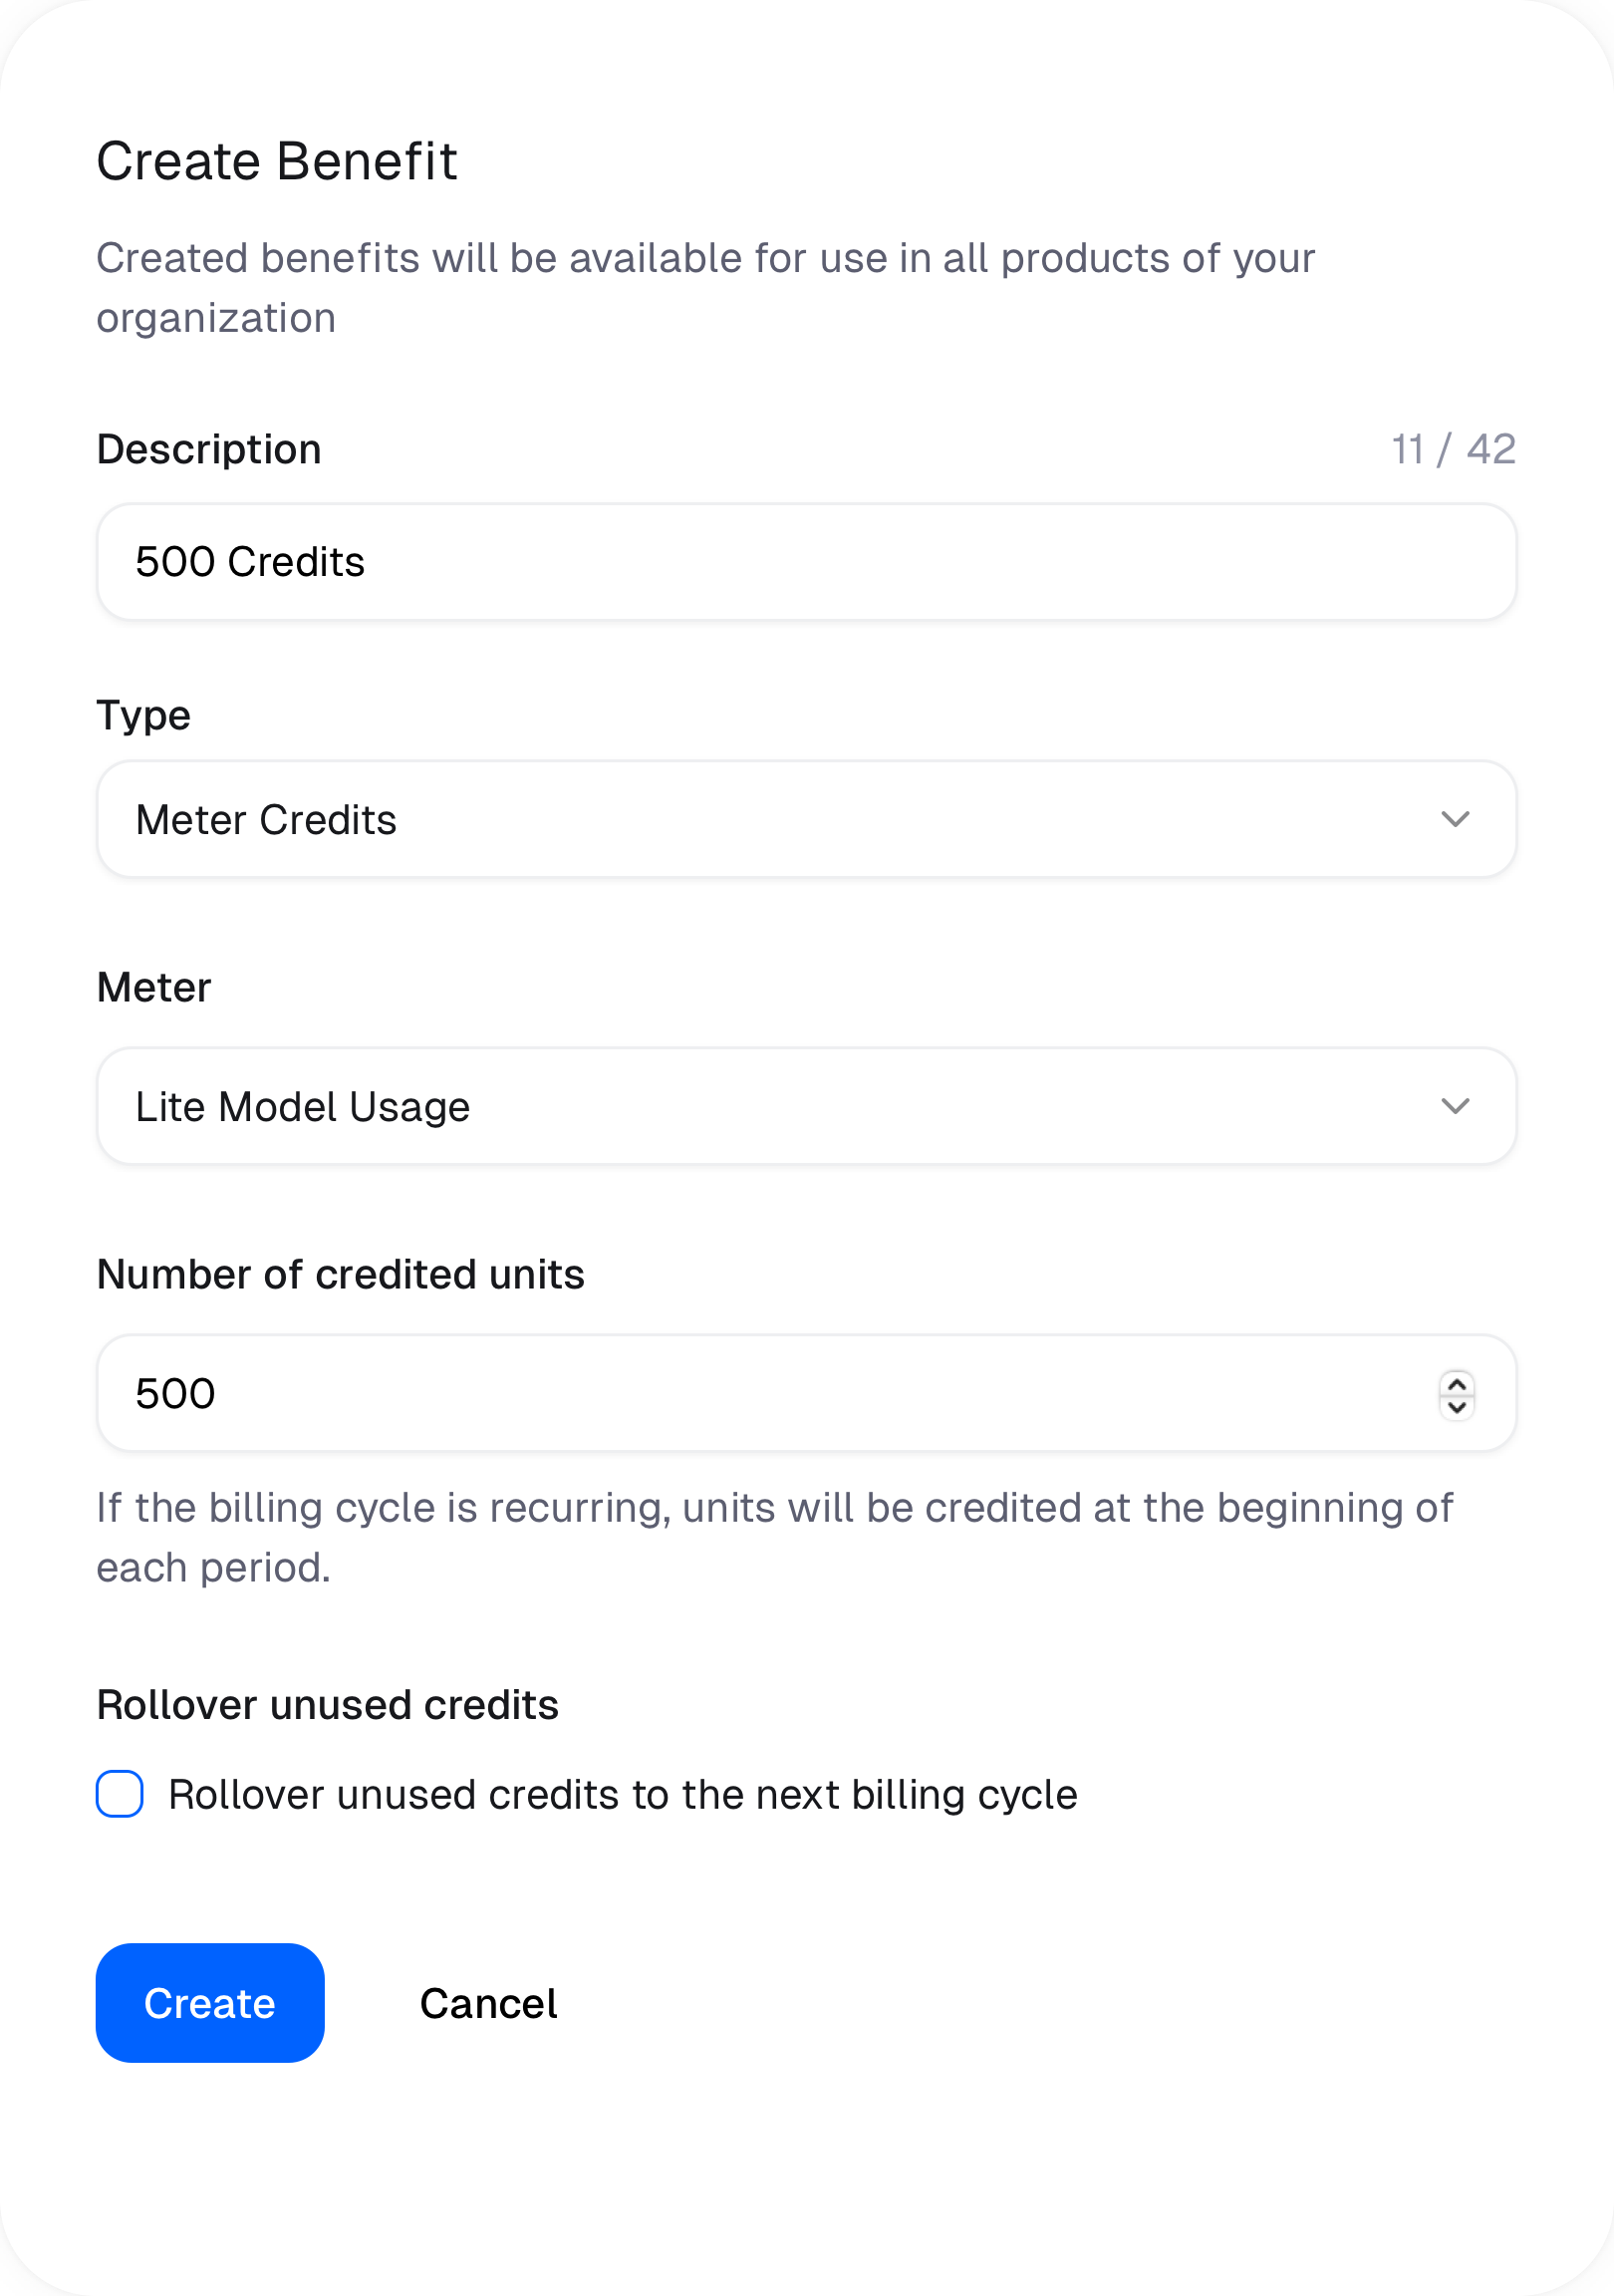 Create Benefit
Created benefits will be available for use in all products of your
organization
Description 11 / 42
500 Credits
Type
Meter Credits
Meter
Lite Model Usage
Number of credited units
500
If the billing cycle is recurring, units will be credited at the beginning of
each period.
Rollover unused credits
Rollover unused credits to the next billing cycle
Create Cancel